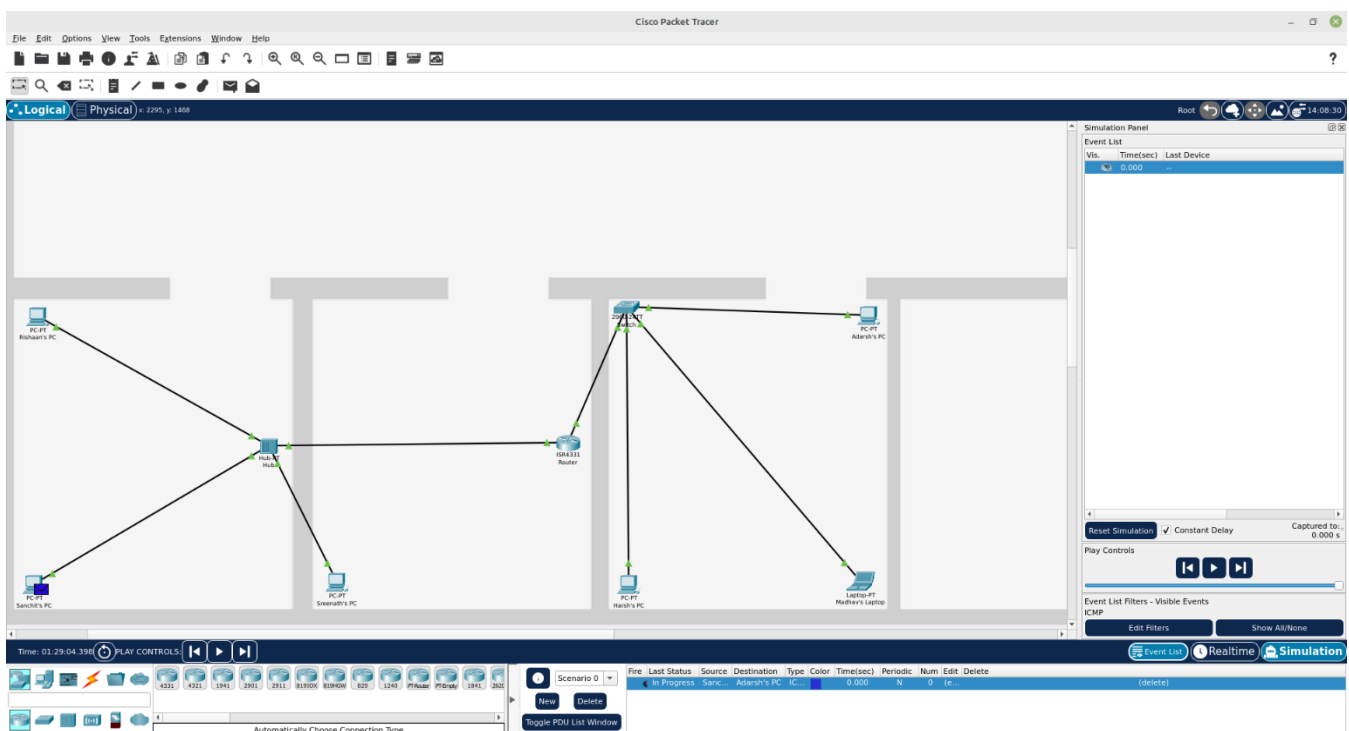 Cisco Packet Tracer
File Edit Options View Tools Extensions Window Help
?
Logical Physical x: 2295, y: 1468 Root 14:08:30
Simulation Panel
Event List
Vis. Time(sec) Last Device
0.000 --
PC-PT
Rishaan's PC
Switch
PC-PT
Adarsh's PC
Hub-PT
Hub
ISR4331
Router
PC-PT
Sanchit's PC
PC-PT
Sreenath's PC
PC-PT
Harsh's PC
Laptop-PT
Madhav's Laptop
Reset Simulation Constant Delay Captured to:
0.000 s
Play Controls
Event List Filters - Visible Events
ICMP
Edit Filters Show All/None
Time: 01:29:04.398 PLAY CONTROLS: Event List Realtime Simulation
4331 4321 1941 2901 2911 819IOX 819HGW 829 1240 PT-Router PT-Empty 1841 2620
Scenario 0
New Delete
Toggle PDU List Window
Fire Last Status Source Destination Type Color Time(sec) Periodic Num Edit Delete
In Progress Sanc... Adarsh's PC IC... 0.000 N 0 (e... (delete)
Automatically Choose Connection Type